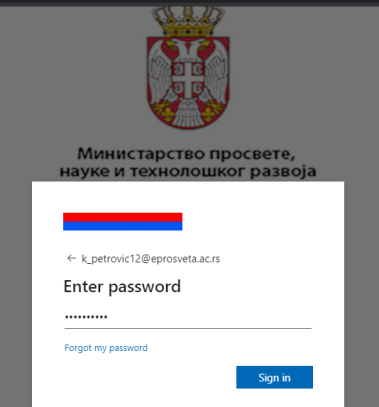 Министарство просвете,
науке и технолошког развоја
← k_petrovic12@eprosveta.ac.rs
Enter password
••••••••••
Forgot my password
Sign in